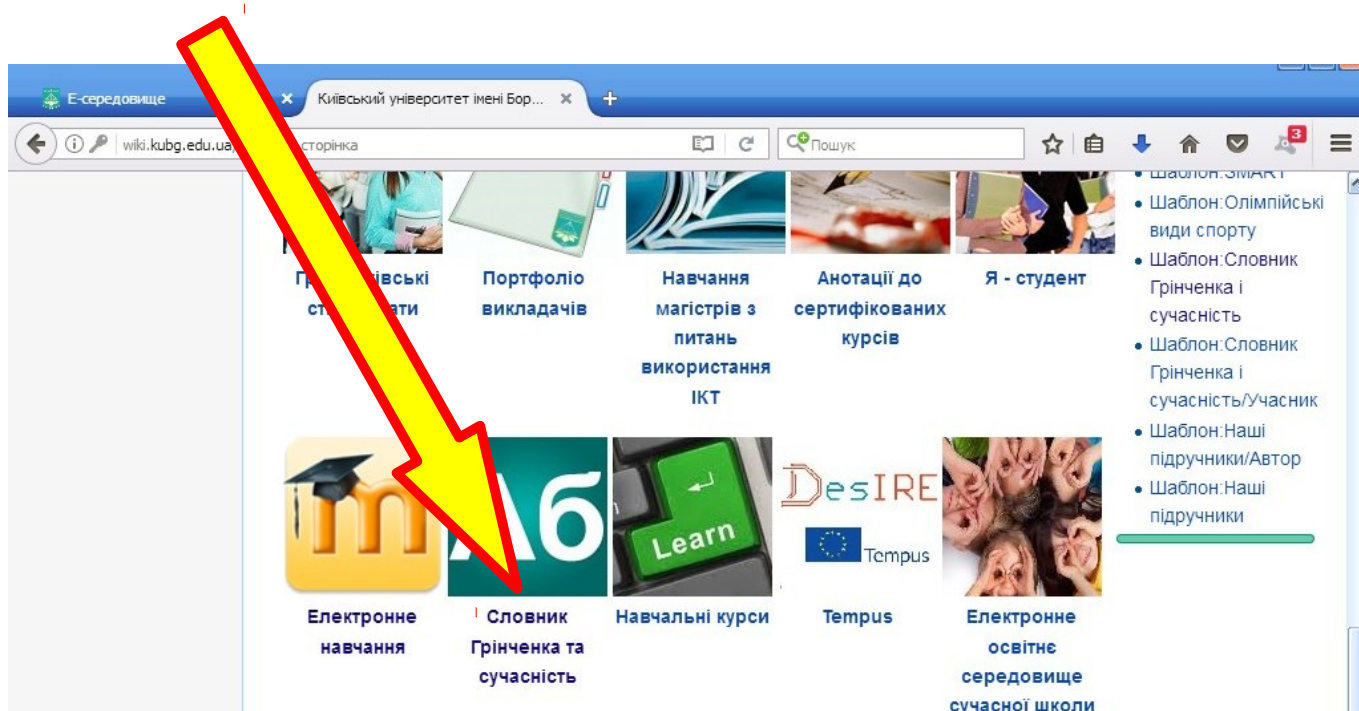 Е-середовище
Київський університет імені Бор...
wiki.kubg.edu.ua/
сторінка
Пошук
3
Портфоліо
викладачів
Навчання
магістрів з
питань
використання
ІКТ
Анотації до
сертифікованих
курсів
Я - студент
m
Аб
Learn
DesIRE
Tempus
Електронне
навчання
Словник
Грінченка та
сучасність
Навчальні курси
Tempus
Електронне
освітнє
середовище
сучасної школи
Шаблон:SMART
Шаблон:Олімпійські
види спорту
Шаблон:Словник
Грінченка і
сучасність
Шаблон:Словник
Грінченка і
сучасність/Учасник
Шаблон:Наші
підручники/Автор
Шаблон:Наші
підручники